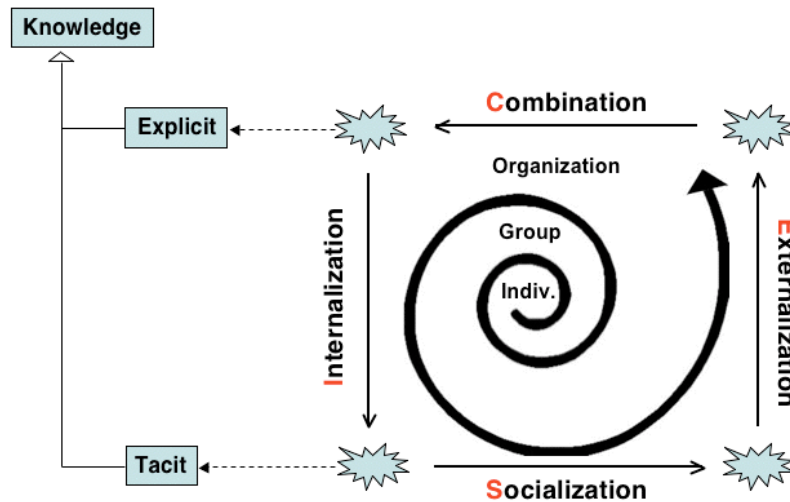 Knowledge
Combination
Explicit
Organization
Internalization
Group
Externalization
Indiv.
Tacit
Socialization